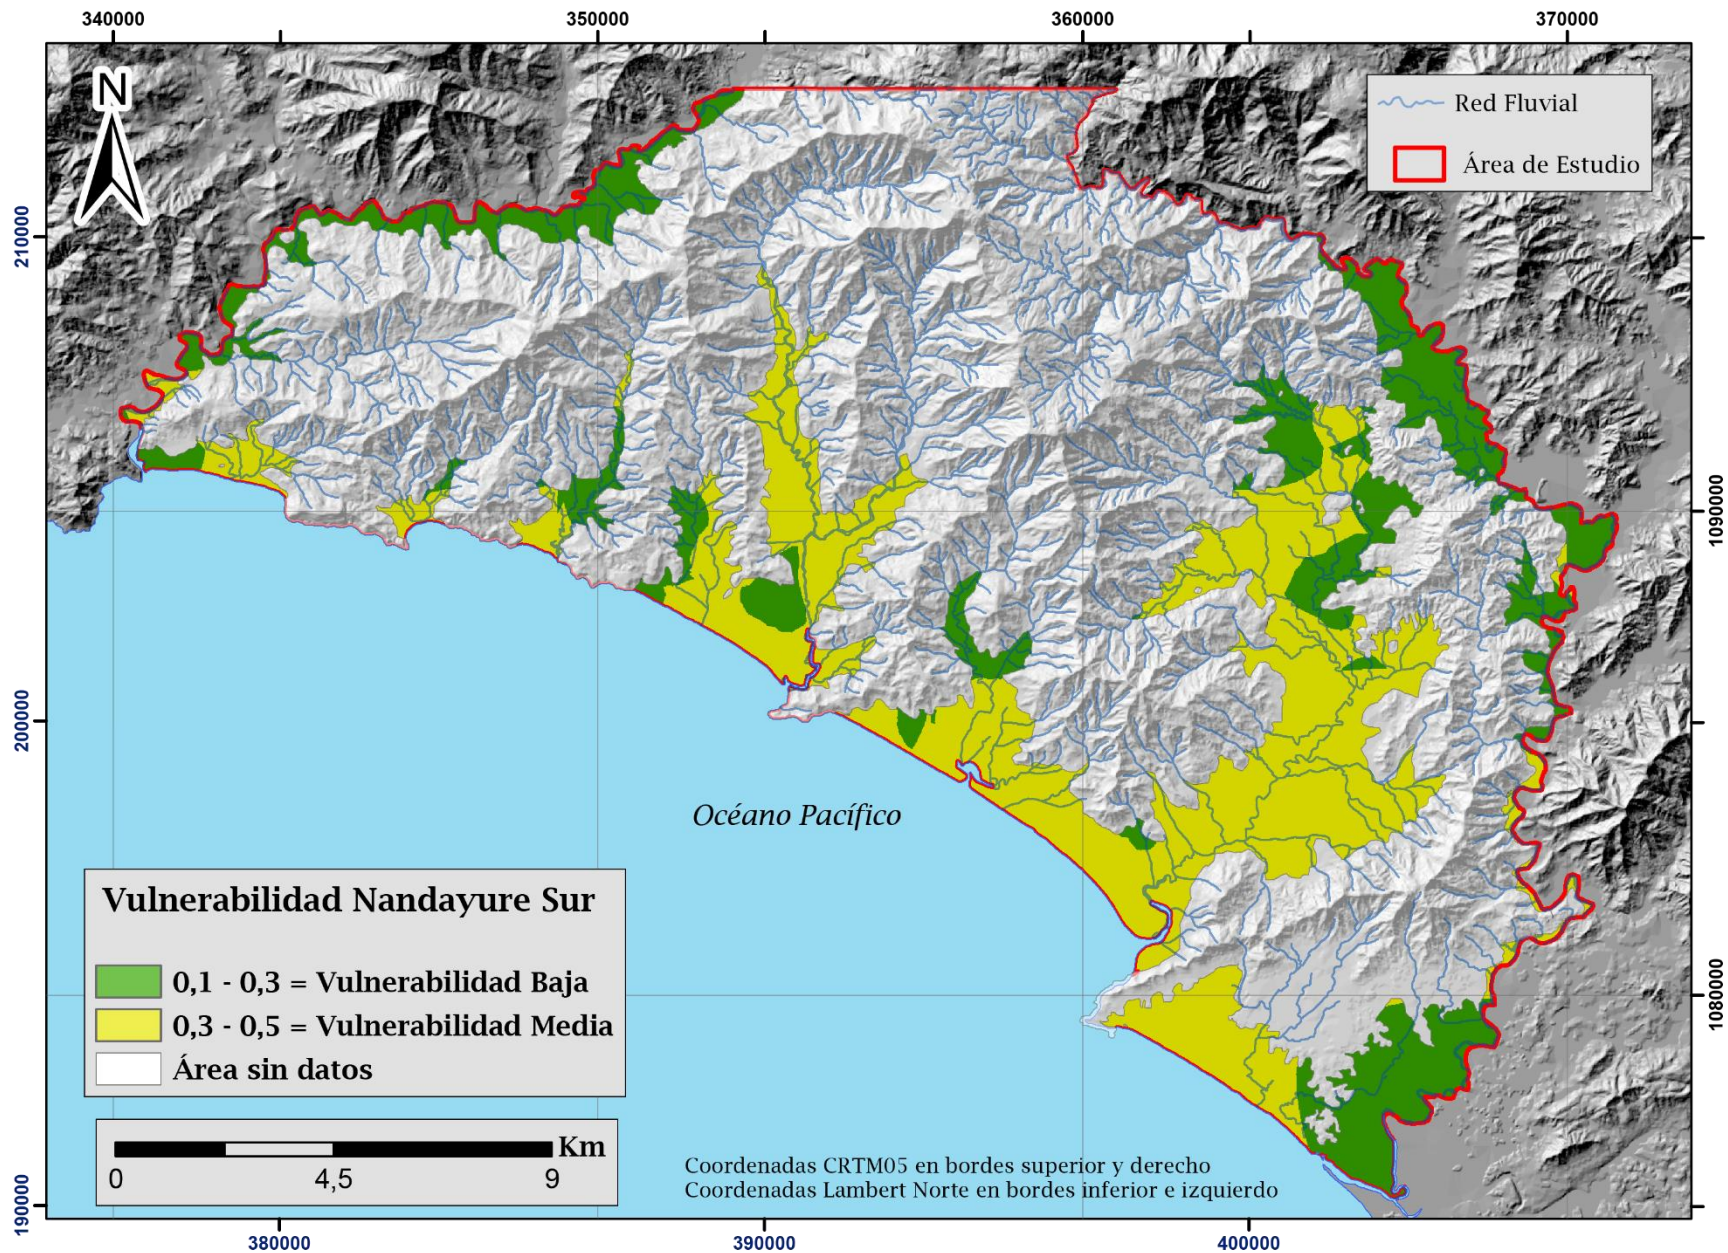 340000
350000
360000
370000
N
Red Fluvial
Área de Estudio
210000
200000
190000
1090000
1080000
Océano Pacífico
Vulnerabilidad Nandayure Sur
0,1 - 0,3 = Vulnerabilidad Baja
0,3 - 0,5 = Vulnerabilidad Media
Área sin datos
Km
0
4,5
9
Coordenadas CRTM05 en bordes superior y derecho
Coordenadas Lambert Norte en bordes inferior e izquierdo
380000
390000
400000